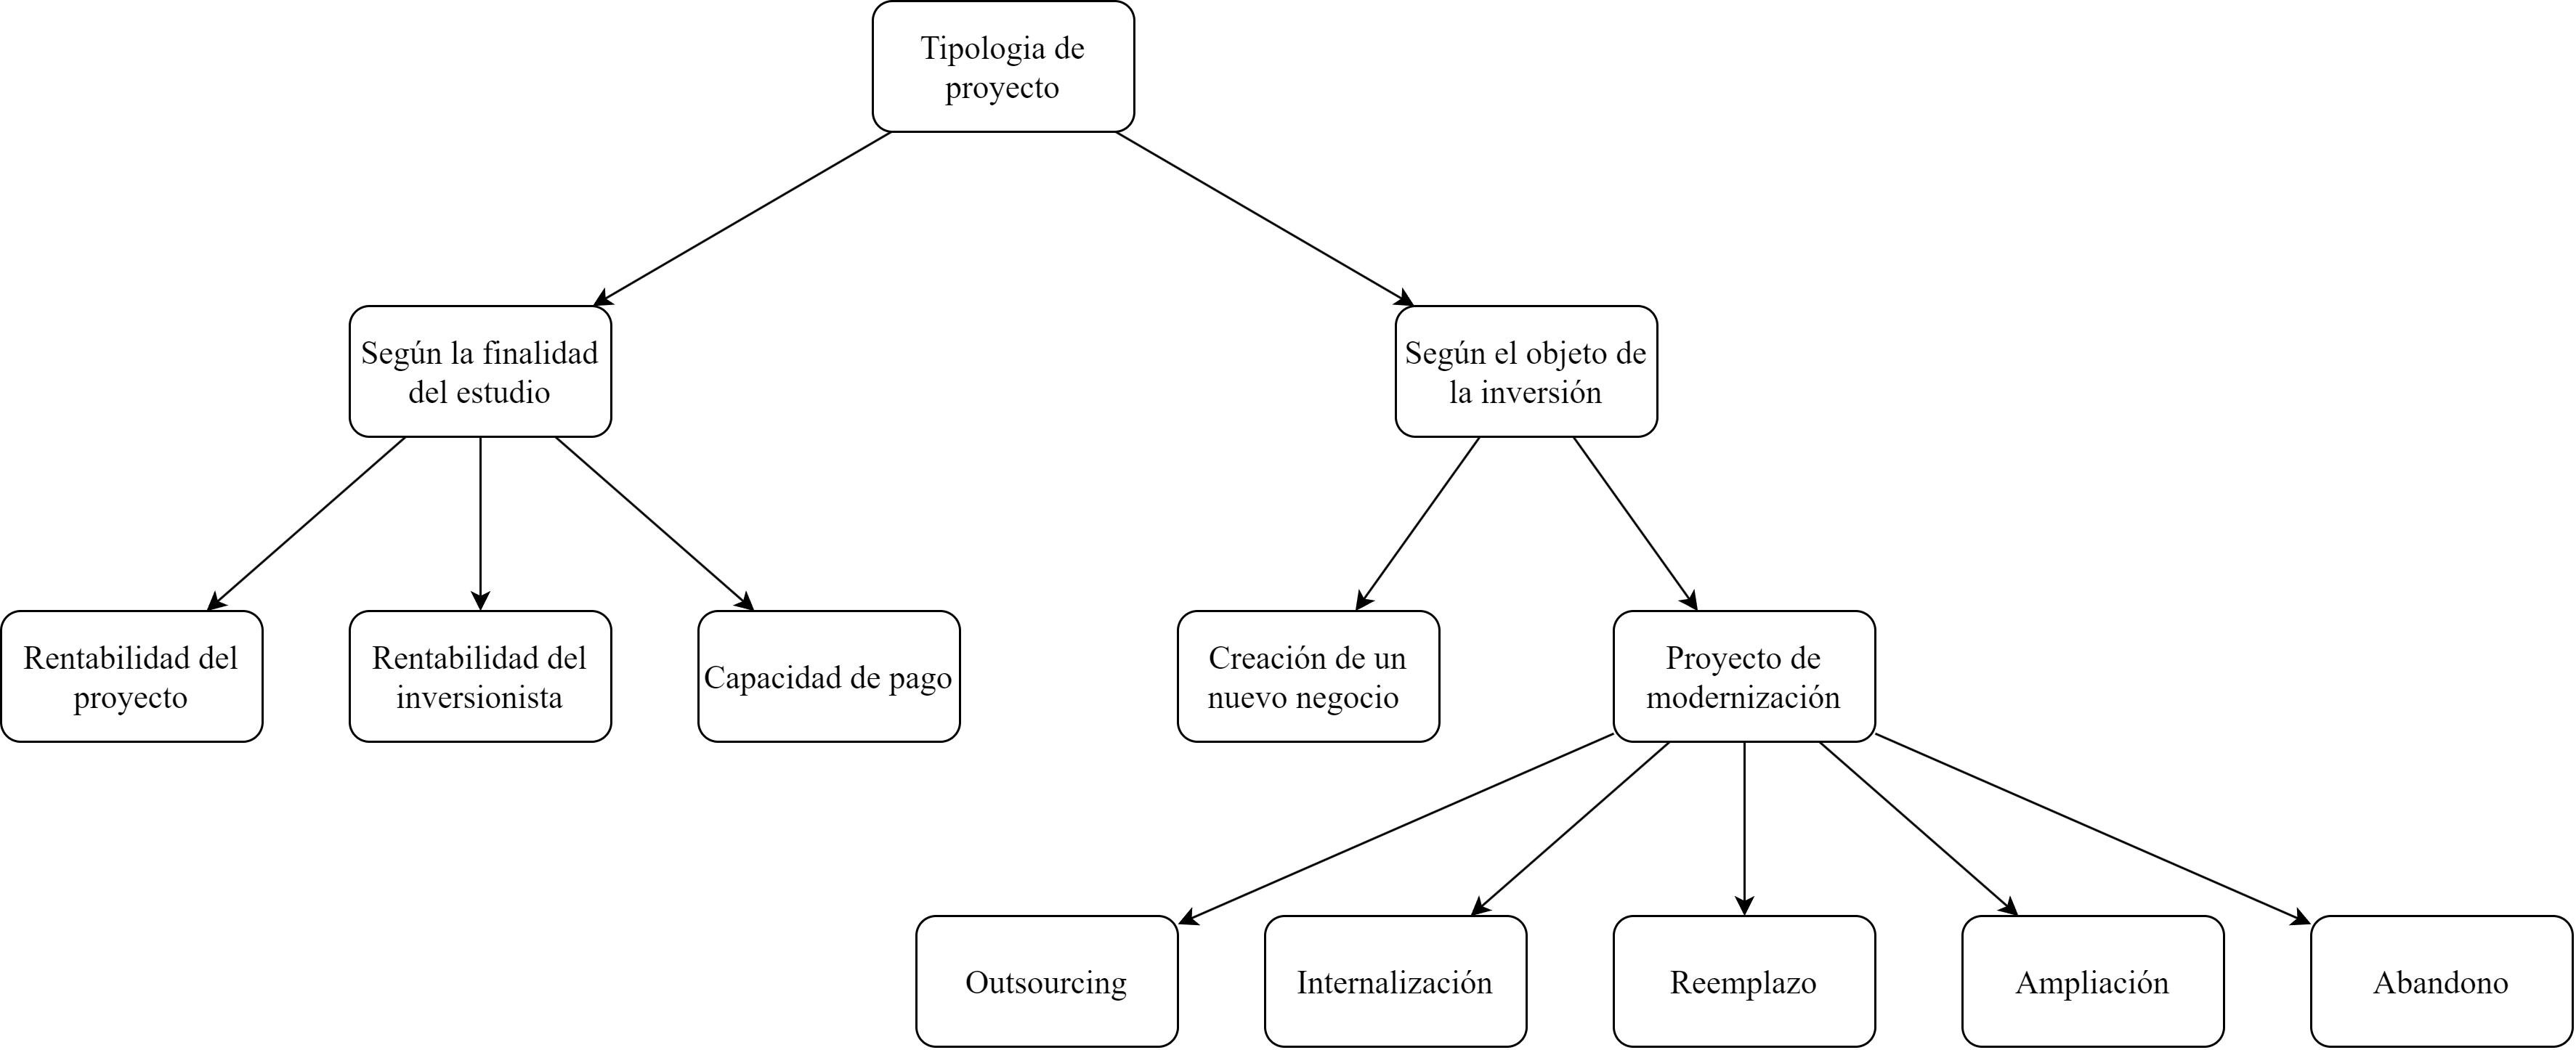 Tipologia de
proyecto
Según la finalidad
del estudio
Según el objeto de
la inversión
Rentabilidad del
proyecto
Rentabilidad del
inversionista
Capacidad de pago
Creación de un
nuevo negocio
Proyecto de
modernización
Outsourcing
Internalización
Reemplazo
Ampliación
Abandono